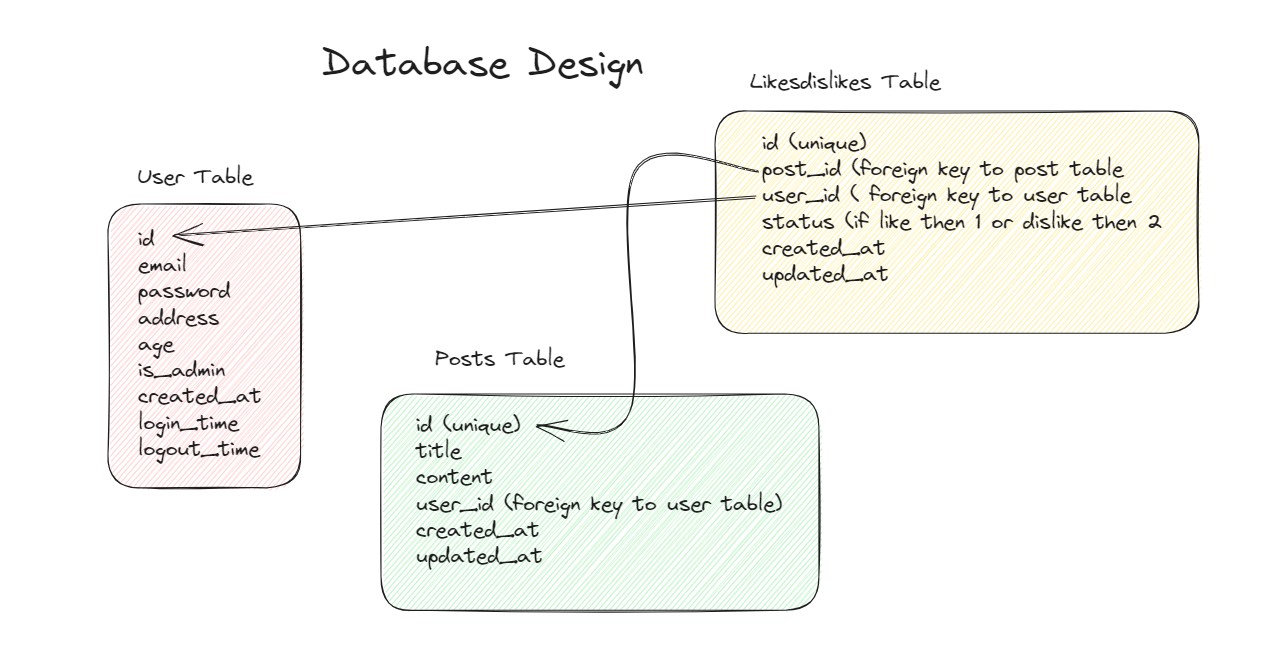 Database Design
Likesdislikes Table
id (unique)
post_id (foreign key to post table
user_id ( foreign key to user table
status (if like then 1 or dislike then 2
created_at
updated_at
User Table
id
email
password
address
age
is_admin
created_at
login_time
logout_time
Posts Table
id (unique)
title
content
user_id (foreign key to user table)
created_at
updated_at